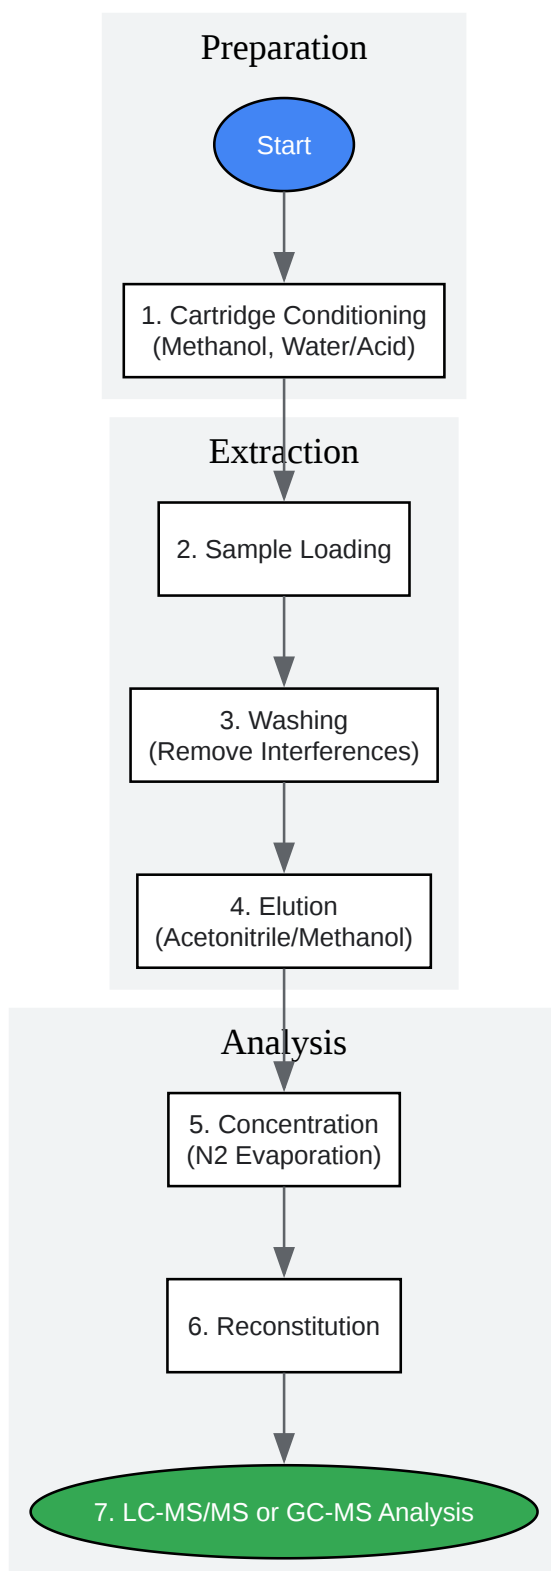 Preparation
Start
1. Cartridge Conditioning
(Methanol, Water/Acid)
Extraction
2. Sample Loading
3. Washing
(Remove Interferences)
4. Elution
(Acetonitrile/Methanol)
Analysis
5. Concentration
(N2 Evaporation)
6. Reconstitution
7. LC-MS/MS or GC-MS Analysis